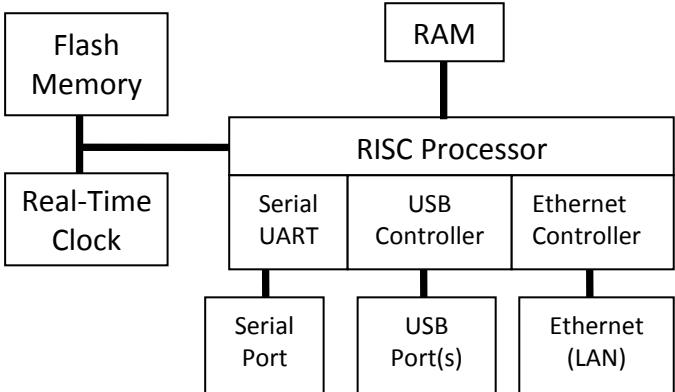 Flash
Memory
RAM
RISC Processor
Real-Time
Clock
Serial
UART
USB
Controller
Ethernet
Controller
Serial
Port
USB
Port(s)
Ethernet
(LAN)